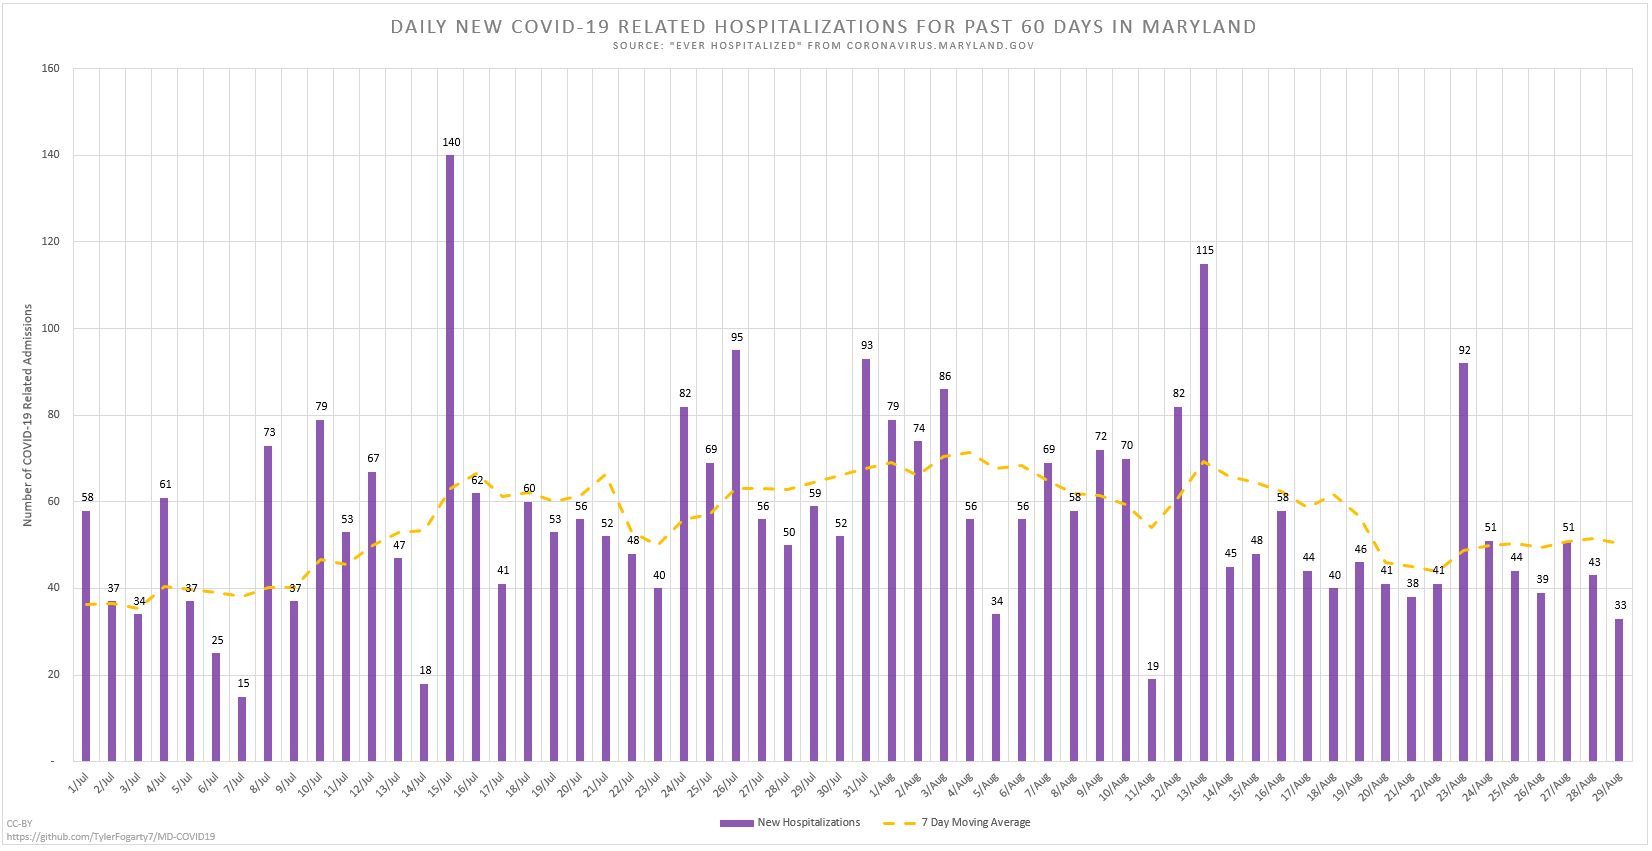 DAILY NEW COVID-19 RELATED HOSPITALIZATIONS FOR PAST 60 DAYS IN MARYLAND
SOURCE: "EVER HOSPITALIZED" FROM CORONAVIRUS.MARYLAND.GOV
Number of COVID-19 Related Admissions
160
140
120
100
80
60
40
20
-
58
37
34
61
37
25
15
73
37
79
53
67
47
18
140
62
41
60
53
56
52
48
40
82
69
95
56
50
59
52
93
79
74
86
56
34
56
69
58
72
70
19
82
115
45
48
58
44
40
46
41
38
41
92
51
44
39
51
43
33
1/Jul
2/Jul
3/Jul
4/Jul
5/Jul
6/Jul
7/Jul
8/Jul
9/Jul
10/Jul
11/Jul
12/Jul
13/Jul
14/Jul
15/Jul
16/Jul
17/Jul
18/Jul
19/Jul
20/Jul
21/Jul
22/Jul
23/Jul
24/Jul
25/Jul
26/Jul
27/Jul
28/Jul
29/Jul
30/Jul
31/Jul
1/Aug
2/Aug
3/Aug
4/Aug
5/Aug
6/Aug
7/Aug
8/Aug
9/Aug
10/Aug
11/Aug
12/Aug
13/Aug
14/Aug
15/Aug
16/Aug
17/Aug
18/Aug
19/Aug
20/Aug
21/Aug
22/Aug
23/Aug
24/Aug
25/Aug
26/Aug
27/Aug
28/Aug
29/Aug
New Hospitalizations
7 Day Moving Average
CC-BY
https://github.com/TylerFogarty7/MD-COVID19